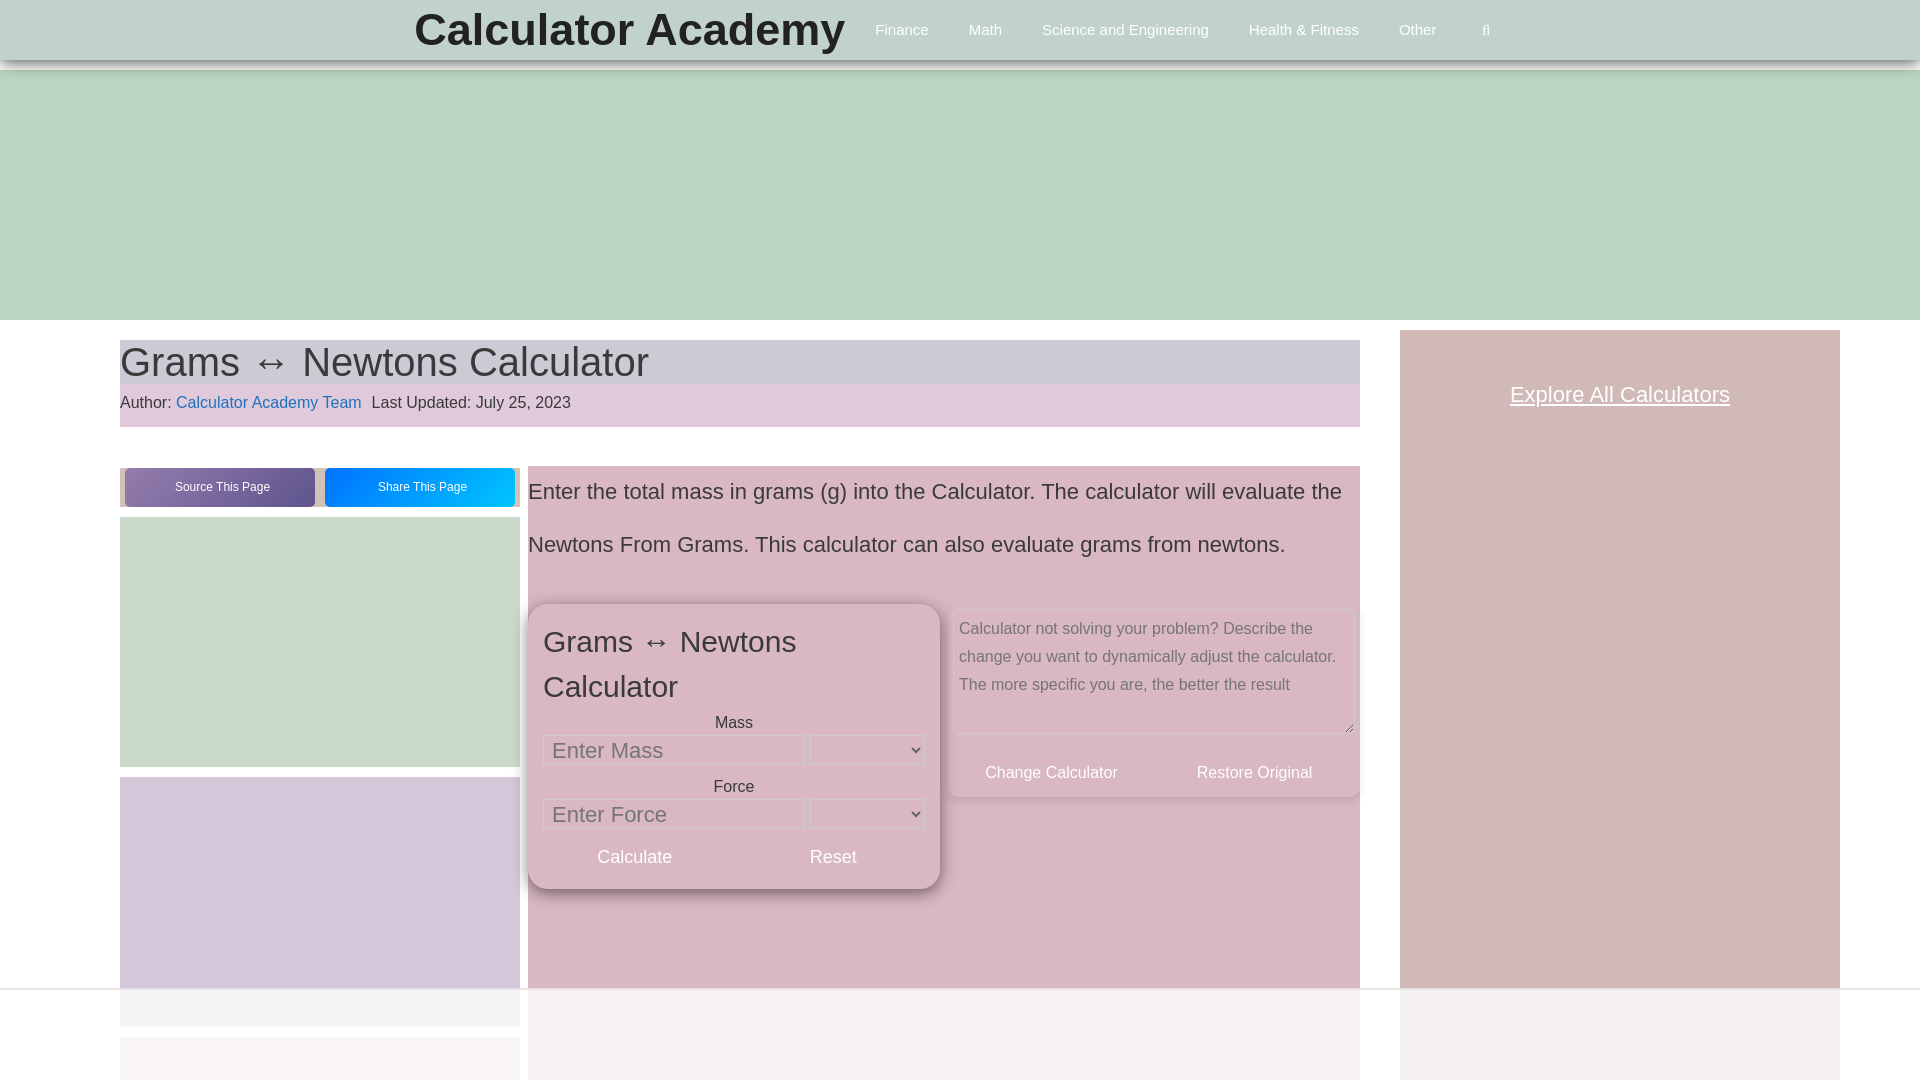 Calculator Academy
Finance
Math
Science and Engineering
Health & Fitness
Other
Grams ↔ Newtons Calculator
Author: Calculator Academy Team Last Updated: July 25, 2023
Explore All Calculators
Source This Page
Share This Page
Enter the total mass in grams (g) into the Calculator. The calculator will evaluate the
Newtons From Grams. This calculator can also evaluate grams from newtons.
Grams ↔ Newtons
Calculator
Mass
Enter Mass
Force
Enter Force
Calculate
Reset
Calculator not solving your problem? Describe the
change you want to dynamically adjust the calculator.
The more specific you are, the better the result
Change Calculator
Restore Original